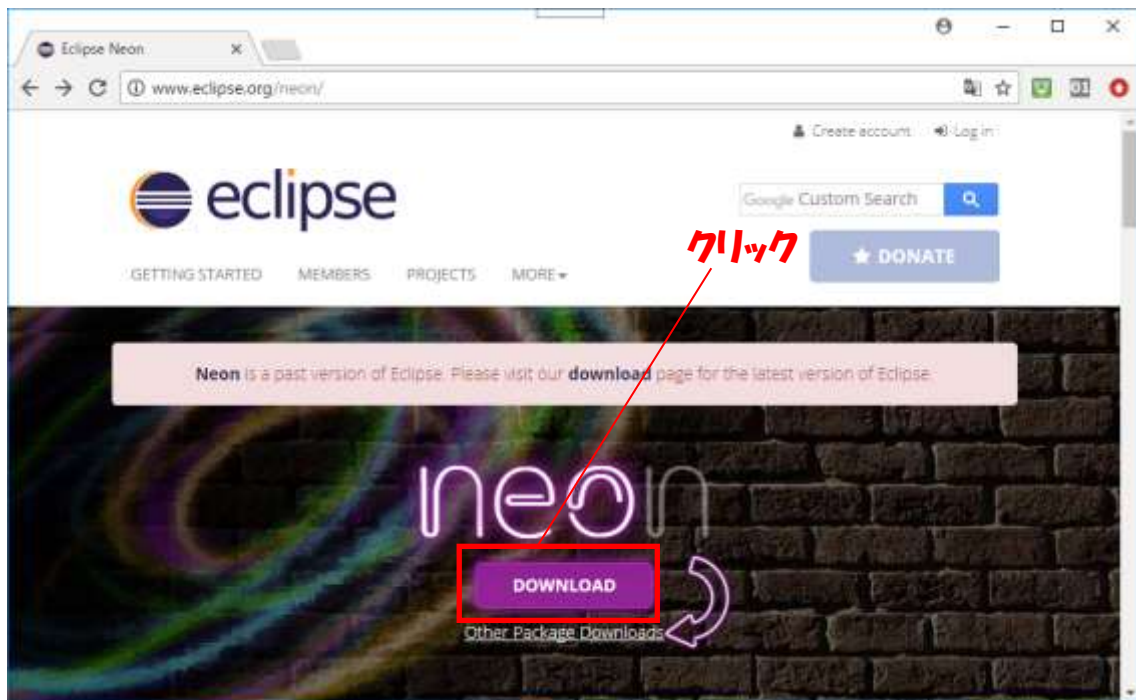 Eclipse Neon
www.eclipse.org/neon/
Create account Log in
eclipse
Google Custom Search
クリック
DONATE
GETTING STARTED MEMBERS PROJECTS MORE
Neon is a past version of Eclipse. Please visit our download page for the latest version of Eclipse.
neon
DOWNLOAD
Other Package Downloads